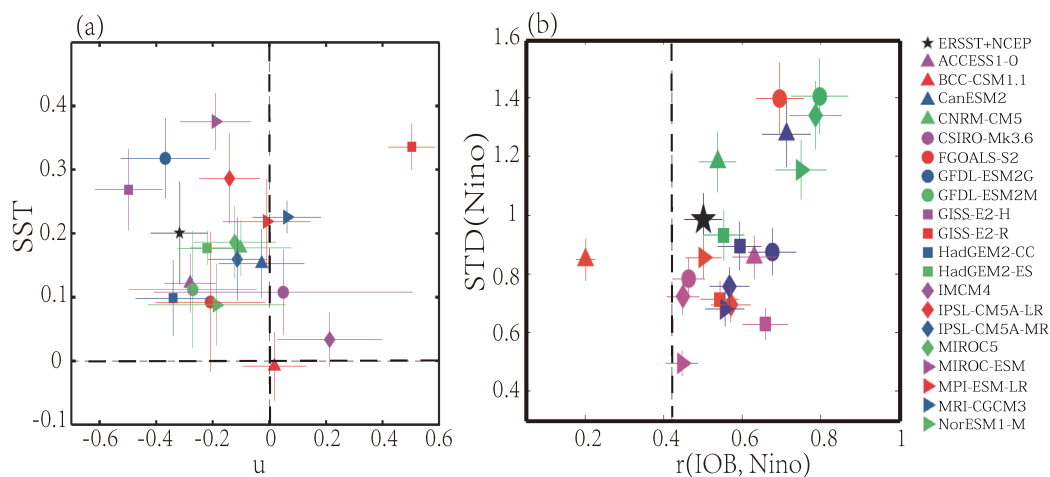 (a)
SST
0.4
0.3
0.2
0.1
0
-0.1
-0.6
-0.4
-0.2
0
0.2
0.4
0.6
u
(b)
STD(Nino)
1.6
1.4
1.2
1
0.8
0.6
0.4
0.2
0.4
0.6
0.8
1
r(IOB, Nino)
ERSST+NCEP
ACCESS1-0
BCC-CSM1.1
CanESM2
CNRM-CM5
CSIRO-Mk3.6
FGOALS-S2
GFDL-ESM2G
GFDL-ESM2M
GISS-E2-H
GISS-E2-R
HadGEM2-CC
HadGEM2-ES
IMCM4
IPSL-CM5A-LR
IPSL-CM5A-MR
MIROC5
MIROC-ESM
MPI-ESM-LR
MRI-CGCM3
NorESM1-M